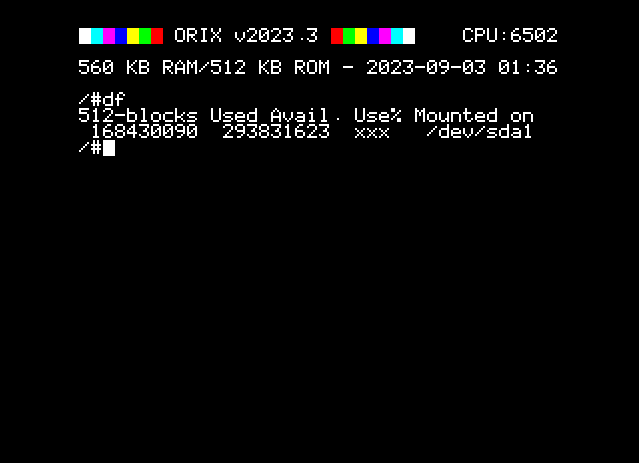 ORIX v2023.3 CPU:6502
560 KB RAM/512 KB ROM - 2023-09-03 01:36
/#df
512-blocks Used Avail. Use% Mounted on
168430090 293831623 xxx /dev/sda1
/#